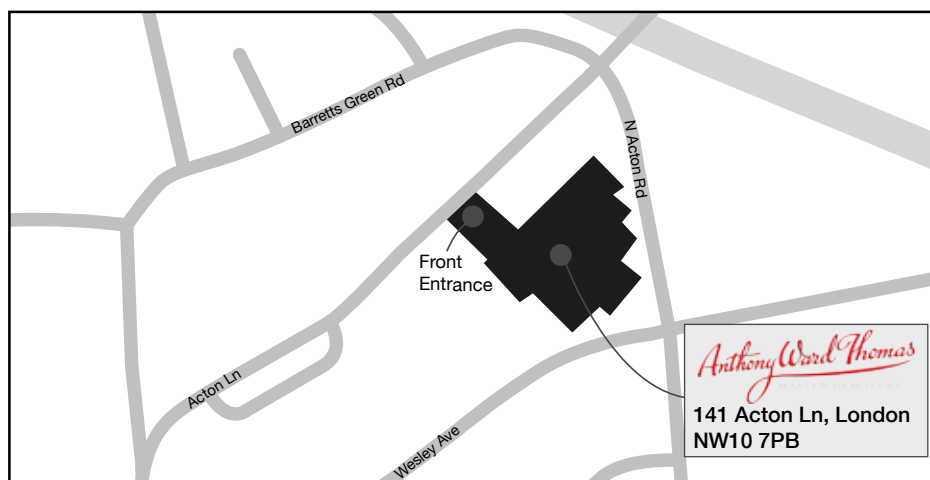 Barretts Green Rd
N Acton Rd
Front
Entrance
Acton Ln
Wesley Ave
Anthony Ward Thomas
MASTER REMOVERS
141 Acton Ln, London
NW10 7PB